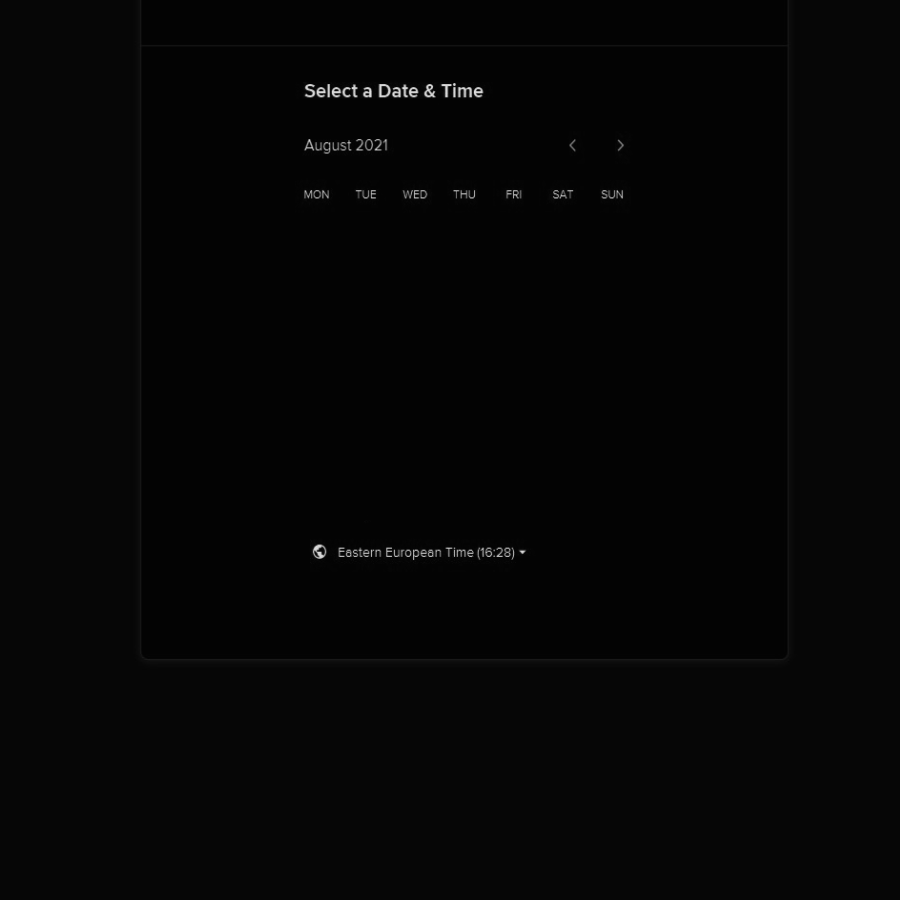 Select a Date & Time
August 2021
MON TUE WED THU FRI SAT SUN
Eastern European Time (16:28)